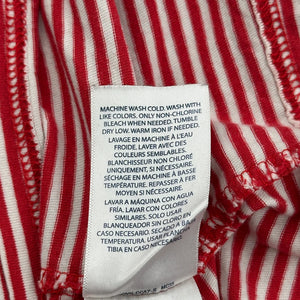 MACHINE WASH COLD. WASH WITH
LIKE COLORS. ONLY NON-CHLORINE
BLEACH WHEN NEEDED. TUMBLE
DRY LOW. WARM IRON IF NEEDED.
LAVAGE EN MACHINE À L'EAU
FROIDE. LAVER AVEC DES
COULEURS SEMBLABLES.
BLANCHISSEUR NON CHLORÉ
UNIQUEMENT, SI NÉCESSAIRE.
SÉCHAGE EN MACHINE À BASSE
TEMPÉRATURE. REPASSER À FER
MOYEN SI NÉCESSAIRE.
LAVAR A MÁQUINA CON AGUA
FRÍA. LAVAR CON COLORES
SIMILARES. SOLO USAR
BLANQUEADOR SIN CLORO EN
CASO NECESARIO. SECADO A BAJA
TEMPERATURA. USAR PLANCHA
TIBIA EN CASO NECESARIO.